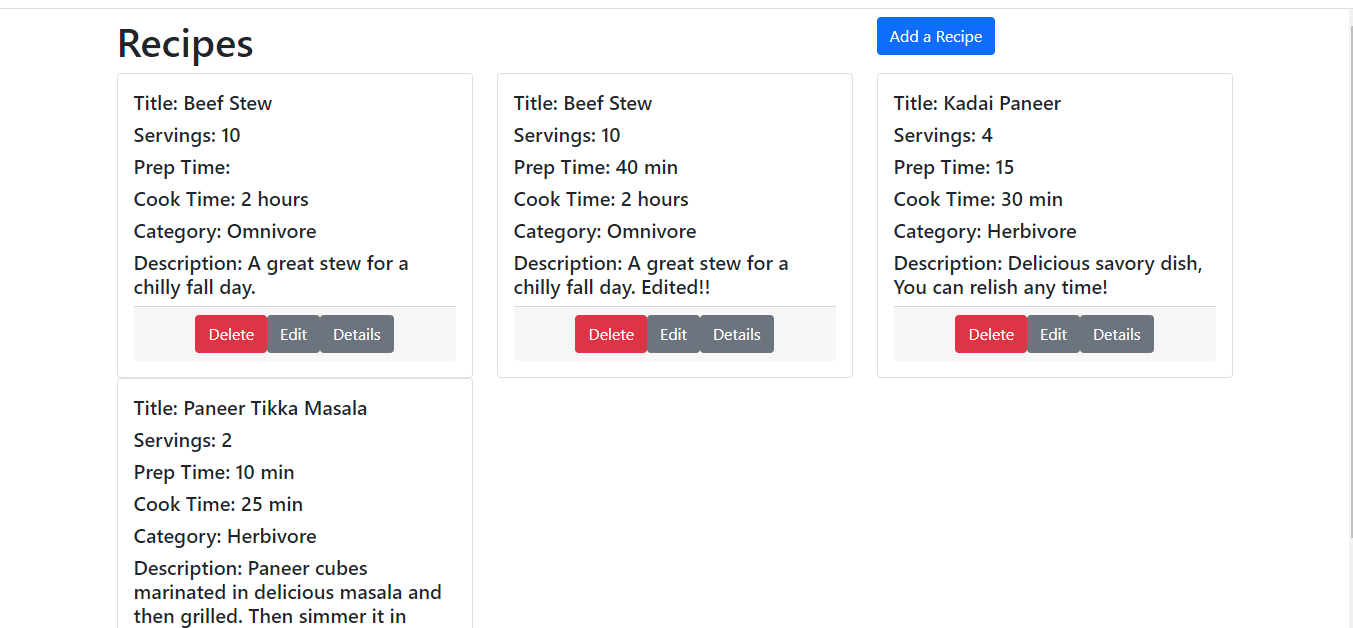 Recipes
Add a Recipe
Title: Beef Stew
Servings: 10
Prep Time:
Cook Time: 2 hours
Category: Omnivore
Description: A great stew for a
chilly fall day.
Delete Edit Details
Title: Beef Stew
Servings: 10
Prep Time: 40 min
Cook Time: 2 hours
Category: Omnivore
Description: A great stew for a
chilly fall day. Edited!!
Delete Edit Details
Title: Kadai Paneer
Servings: 4
Prep Time: 15
Cook Time: 30 min
Category: Herbivore
Description: Delicious savory dish,
You can relish any time!
Delete Edit Details
Title: Paneer Tikka Masala
Servings: 2
Prep Time: 10 min
Cook Time: 25 min
Category: Herbivore
Description: Paneer cubes
marinated in delicious masala and
then grilled. Then simmer it in